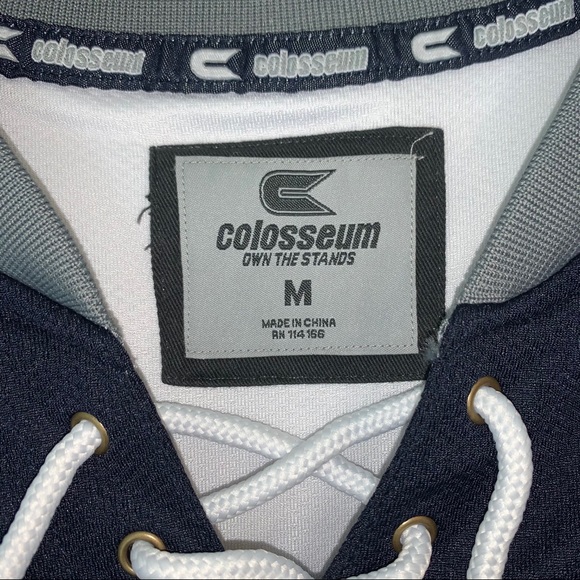 colosseum colosseum colosseum
colosseum
OWN THE STANDS
M
MADE IN CHINA
RN 114166